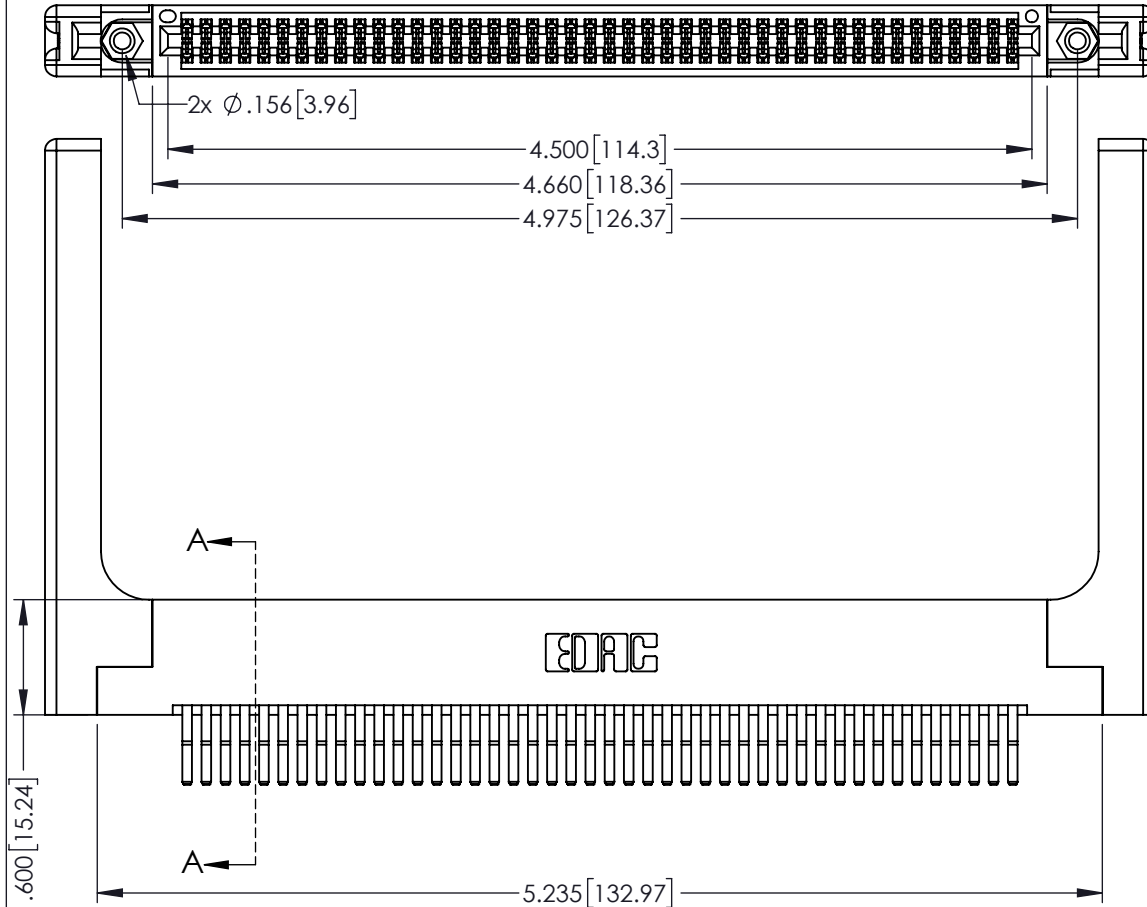 2x ∅ .156[3.96]
4.500[114.3]
4.660[118.36]
4.975[126.37]
A
EDAC
A
.600[15.24]
5.235[132.97]